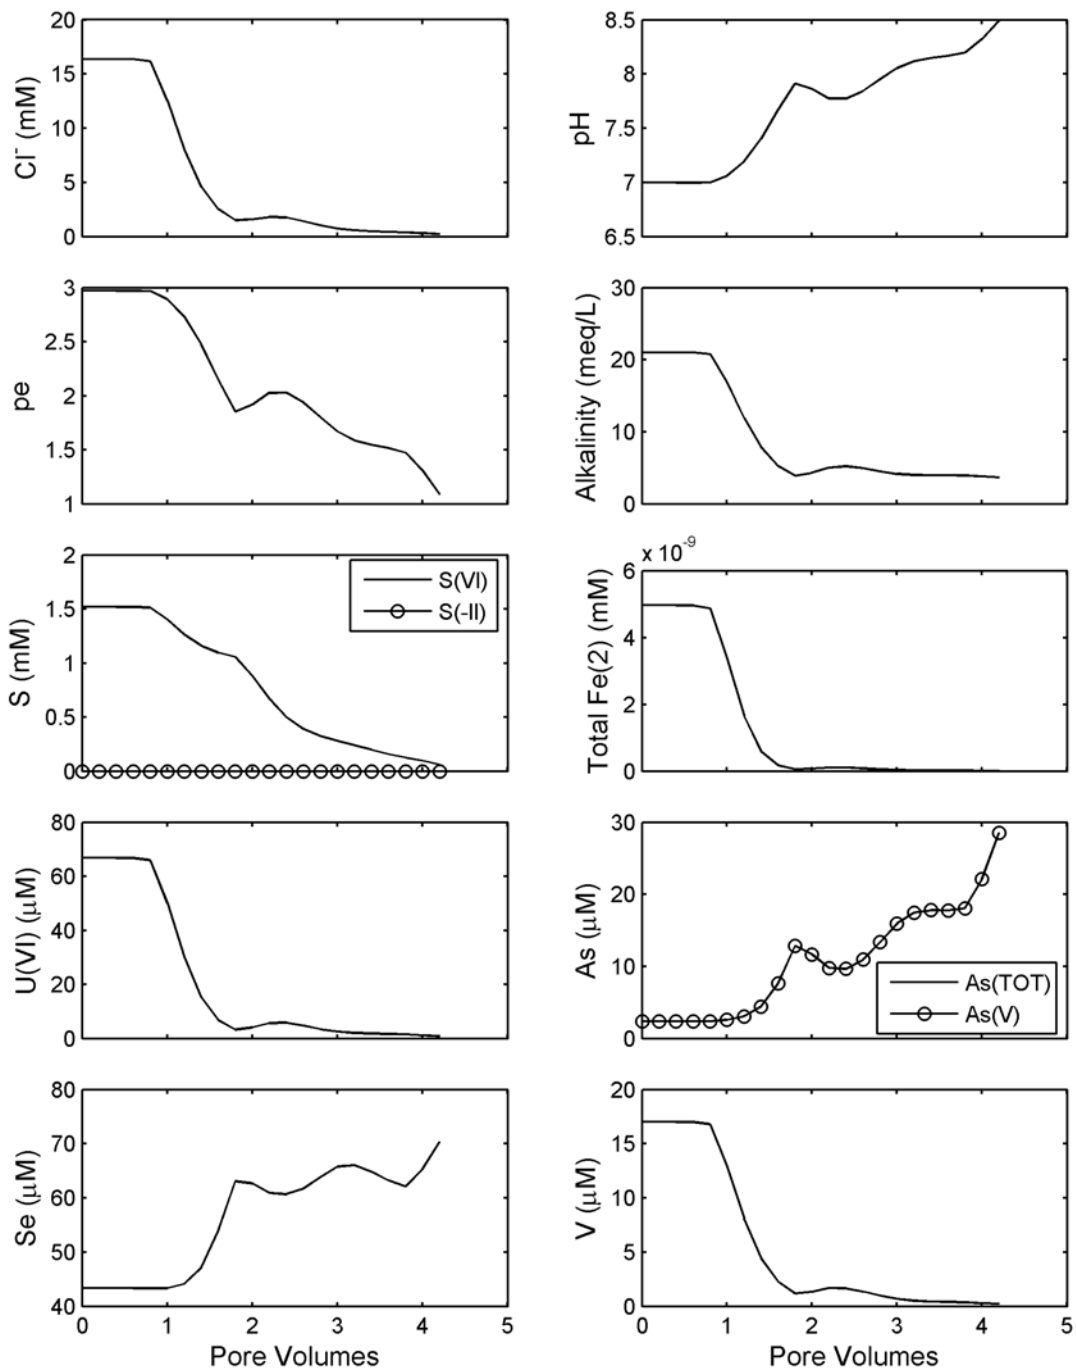 20
15
10
5
0
Cl⁻ (mM)
8.5
8
7.5
7
6.5
pH
3
2.5
2
1.5
1
pe
30
20
10
0
Alkalinity (meq/L)
2
1.5
1
0.5
0
S (mM)
S(VI)
S(-II)
x 10⁻⁹
6
4
2
0
Total Fe(2) (mM)
80
60
40
20
0
U(VI) (μM)
30
20
10
0
As (μM)
As(TOT)
As(V)
80
70
60
50
40
Se (μM)
0 1 2 3 4 5
Pore Volumes
20
15
10
5
0
V (μM)
0 1 2 3 4 5
Pore Volumes